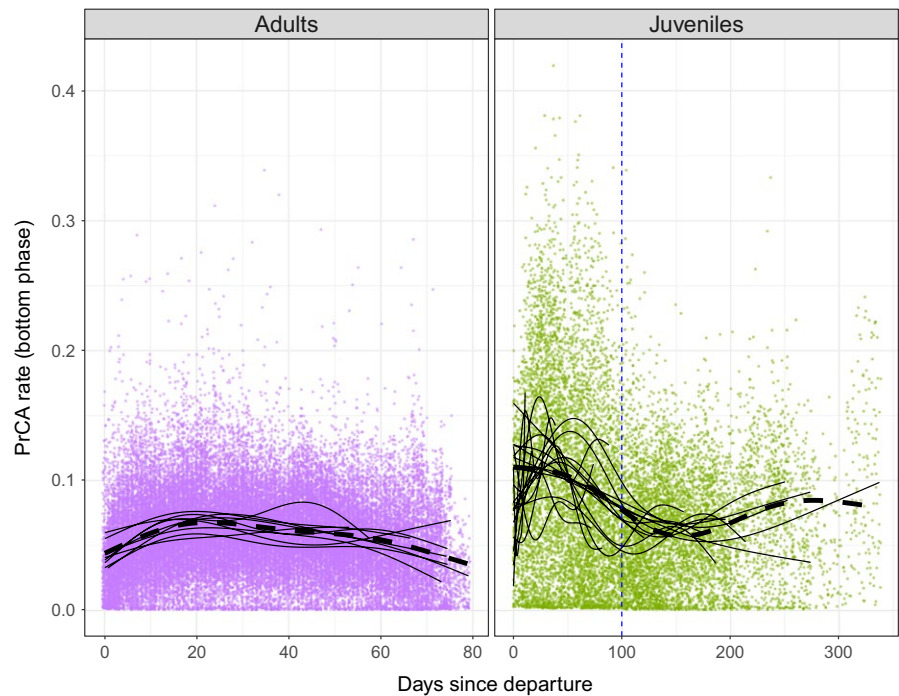 Adults
Juveniles
PrCA rate (bottom phase)
0.4
0.3
0.2
0.1
0.0
0 20 40 60 80
0 100 200 300
Days since departure